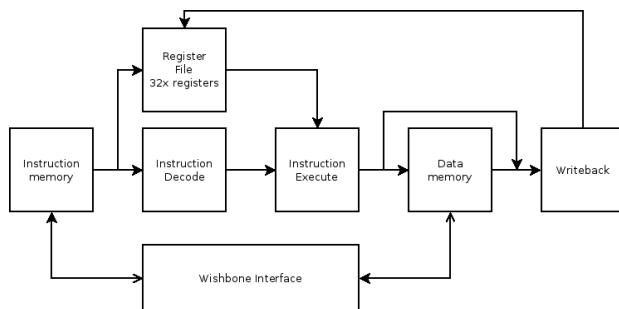 Register
File
32x registers
Instruction
memory
Instruction
Decode
Instruction
Execute
Data
memory
Writeback
Wishbone Interface